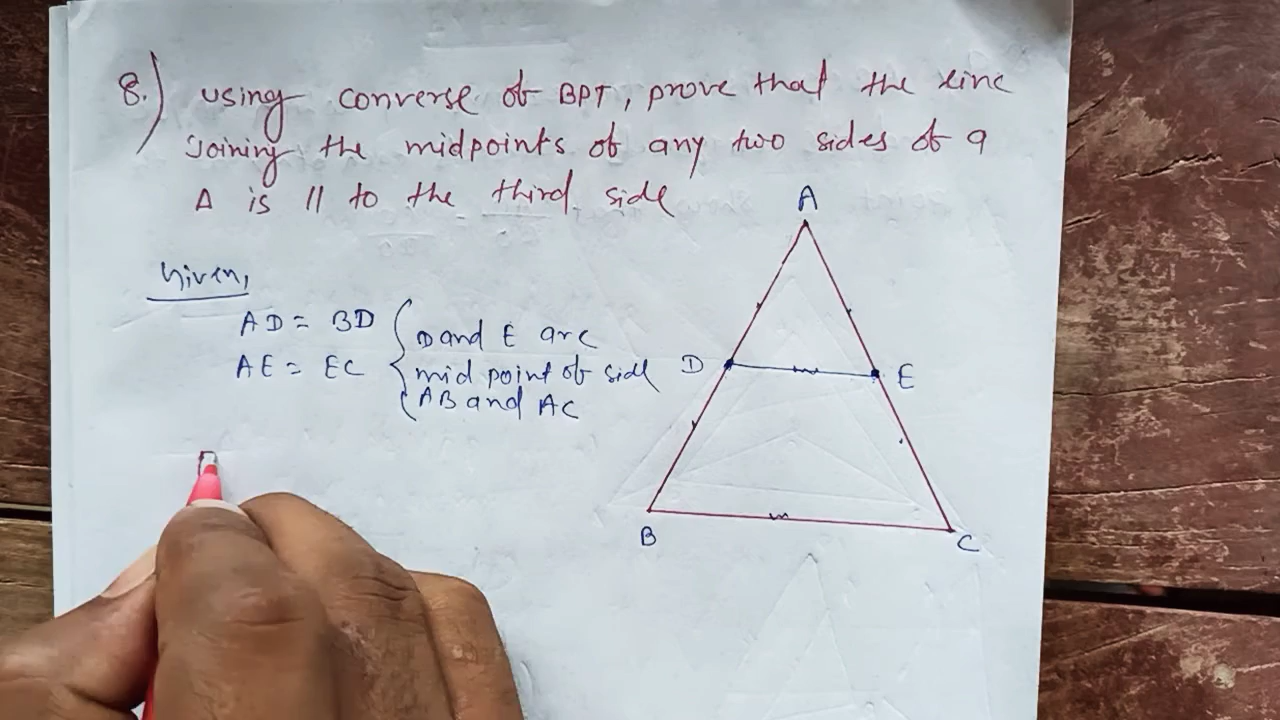 8.) using converse of BPT, prove that the line
Joining the midpoints of any two sides of a
Δ is || to the third side
Given,
AD = BD { D and E are
AE = EC { mid point of side
{ AB and AC
A
D
E
B
C